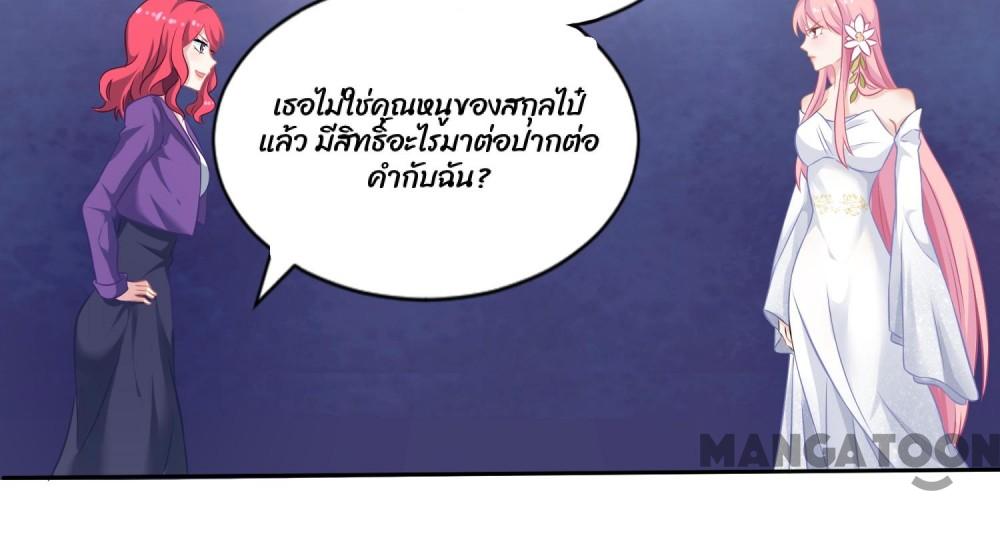 เธอไม่ใช่คุณหนูของสกุลไป๋
แล้ว มีสิทธิ์อะไรมาต่อปากต่อ
คำกับฉัน?
MANGA TOON